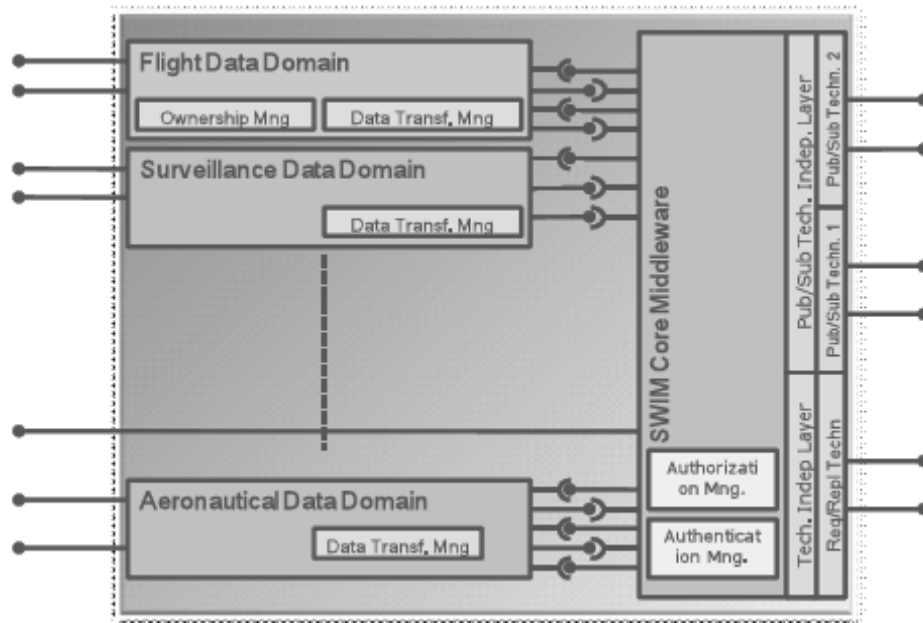 Flight Data Domain
Ownership Mng
Data Transf. Mng
Surveillance Data Domain
Data Transf. Mng
Aeronautical Data Domain
Data Transf. Mng
SWIM Core Middleware
Authorizati
on Mng.
Authenticat
ion Mng.
Pub/Sub Tech. Indep. Layer
Tech. Indep Layer
Pub/Sub Techn. 2
Pub/Sub Techn. 1
Req/Repl Techn